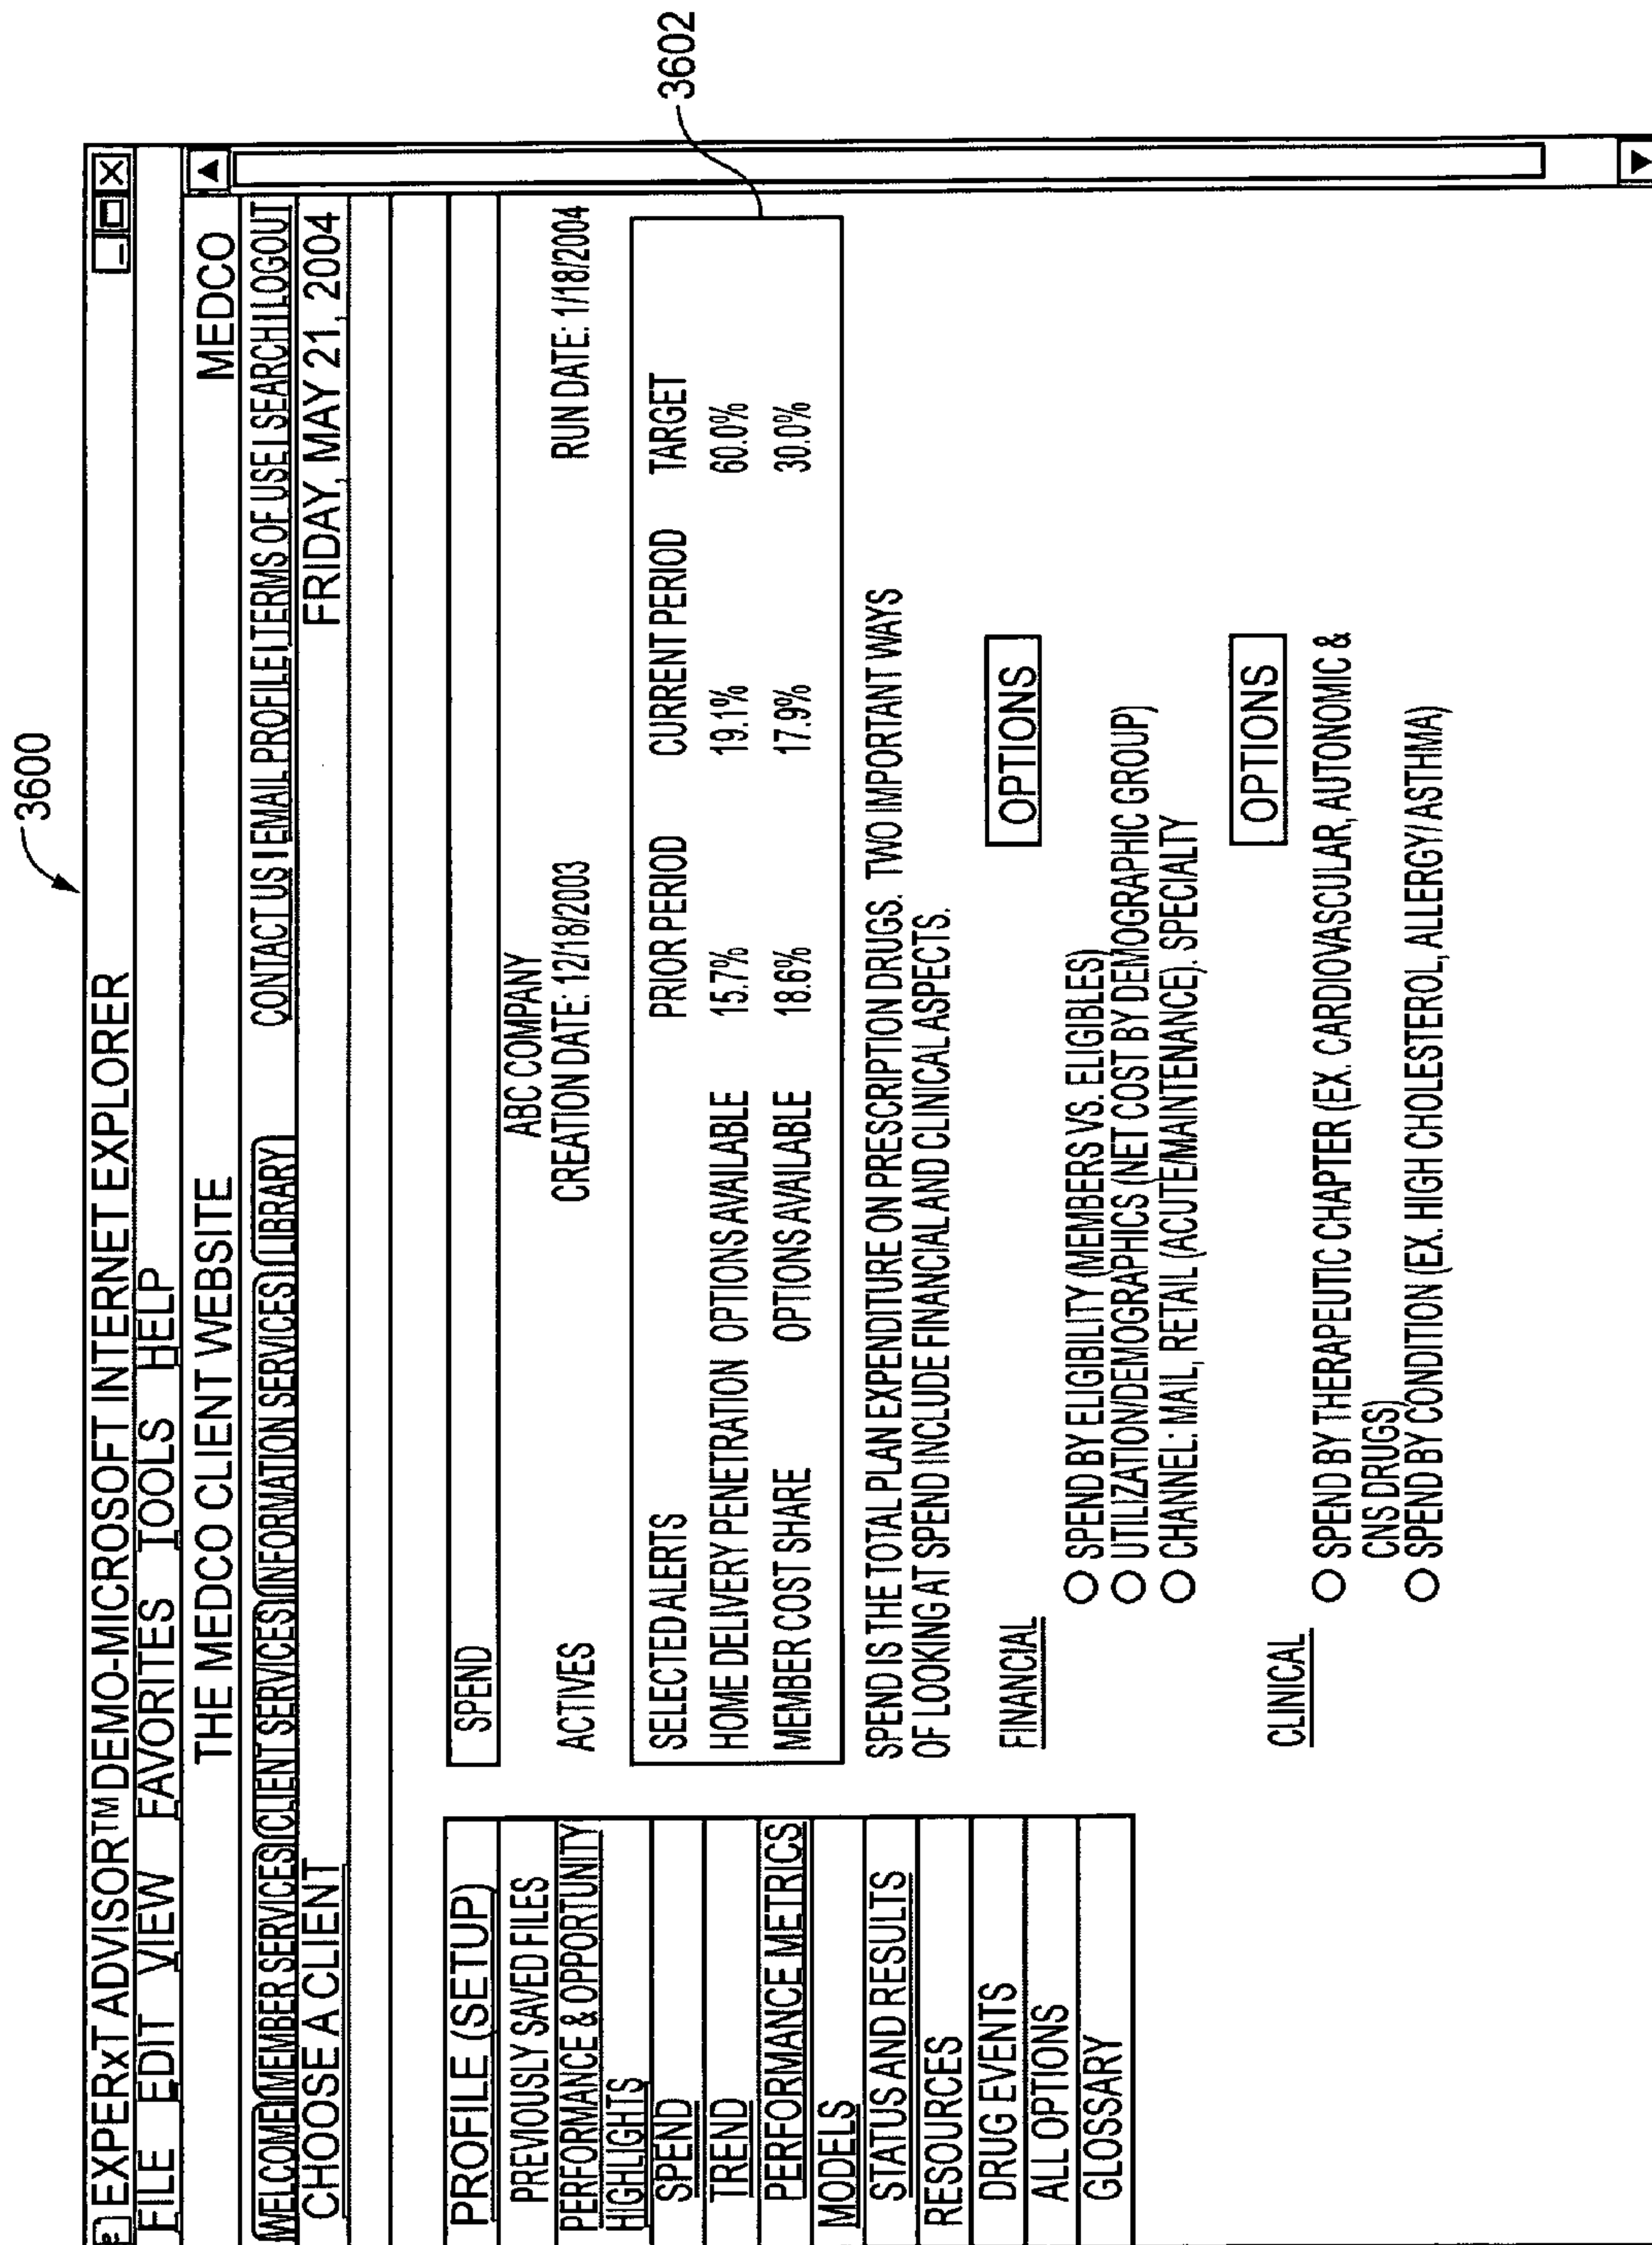 3600
EXPERxT ADVISOR™ DEMO-MICROSOFT INTERNET EXPLORER
FILE EDIT VIEW FAVORITES TOOLS HELP
THE MEDCO CLIENT WEBSITE MEDCO
WELCOME MEMBER SERVICES CLIENT SERVICES INFORMATION SERVICES LIBRARY CONTACT US | EMAIL PROFILE | TERMS OF USE | SEARCH | LOGOUT
CHOOSE A CLIENT FRIDAY, MAY 21, 2004
PROFILE (SETUP)
PREVIOUSLY SAVED FILES
PERFORMANCE & OPPORTUNITY
HIGHLIGHTS
SPEND
TREND
PERFORMANCE METRICS
MODELS
STATUS AND RESULTS
RESOURCES
DRUG EVENTS
ALL OPTIONS
GLOSSARY
SPEND
ABC COMPANY
ACTIVES CREATION DATE: 12/18/2003 RUN DATE: 1/18/2004
3602
SELECTED ALERTS PRIOR PERIOD CURRENT PERIOD TARGET
HOME DELIVERY PENETRATION OPTIONS AVAILABLE 15.7% 19.1% 60.0%
MEMBER COST SHARE OPTIONS AVAILABLE 18.6% 17.9% 30.0%
SPEND IS THE TOTAL PLAN EXPENDITURE ON PRESCRIPTION DRUGS. TWO IMPORTANT WAYS
OF LOOKING AT SPEND INCLUDE FINANCIAL AND CLINICAL ASPECTS.
FINANCIAL OPTIONS
SPEND BY ELIGIBILITY (MEMBERS VS. ELIGIBLES)
UTILIZATION/DEMOGRAPHICS (NET COST BY DEMOGRAPHIC GROUP)
CHANNEL: MAIL, RETAIL (ACUTE/MAINTENANCE). SPECIALTY
CLINICAL OPTIONS
SPEND BY THERAPEUTIC CHAPTER (EX. CARDIOVASCULAR, AUTONOMIC &
CNS DRUGS)
SPEND BY CONDITION (EX. HIGH CHOLESTEROL, ALLERGY/ASTHMA)